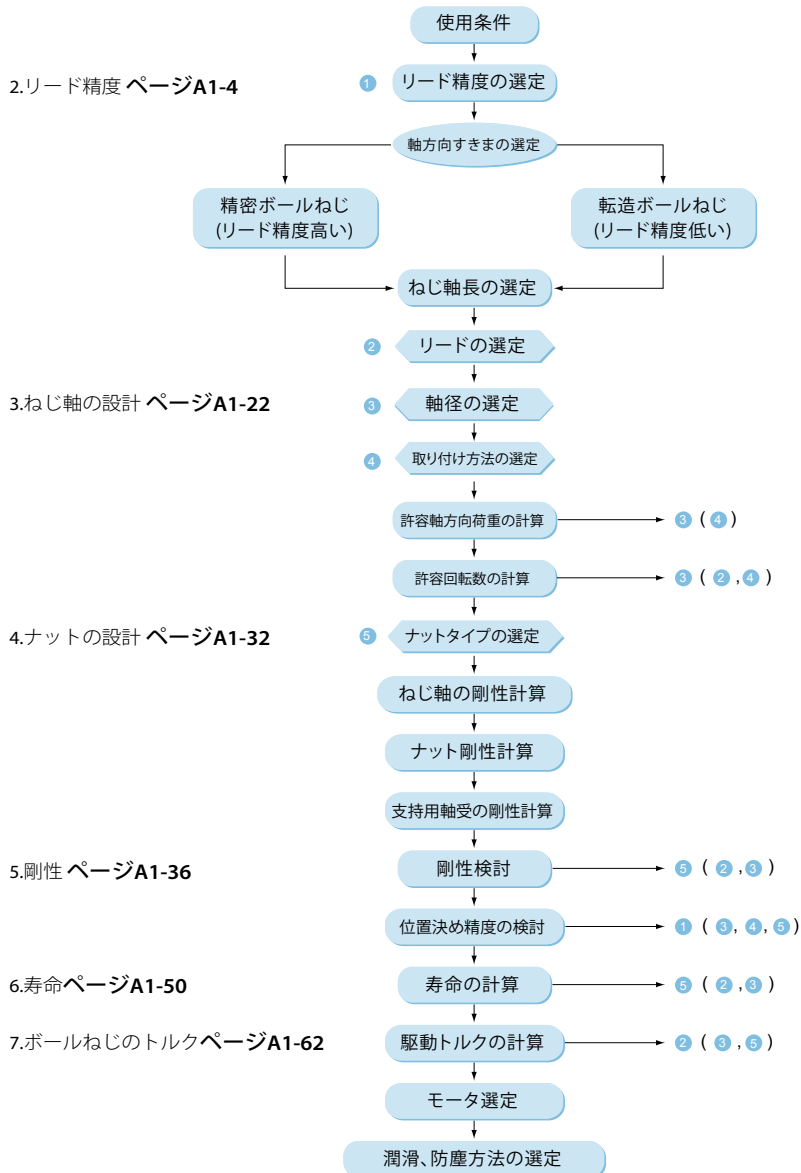 使用条件
2.リード精度 ページA1-4
1 リード精度の選定
軸方向すきまの選定
精密ボールねじ
(リード精度高い)
転造ボールねじ
(リード精度低い)
ねじ軸長の選定
2 リードの選定
3.ねじ軸の設計 ページA1-22
3 軸径の選定
4 取り付け方法の選定
許容軸方向荷重の計算 3 ( 4 )
許容回転数の計算 3 ( 2 , 4 )
4.ナットの設計 ページA1-32
5 ナットタイプの選定
ねじ軸の剛性計算
ナット剛性計算
支持用軸受の剛性計算
5.剛性 ページA1-36
剛性検討 5 ( 2 , 3 )
位置決め精度の検討 1 ( 3, 4, 5 )
6.寿命ページA1-50
寿命の計算 5 ( 2 , 3 )
7.ボールねじのトルクページA1-62
駆動トルクの計算 2 ( 3 , 5 )
モータ選定
潤滑、防塵方法の選定